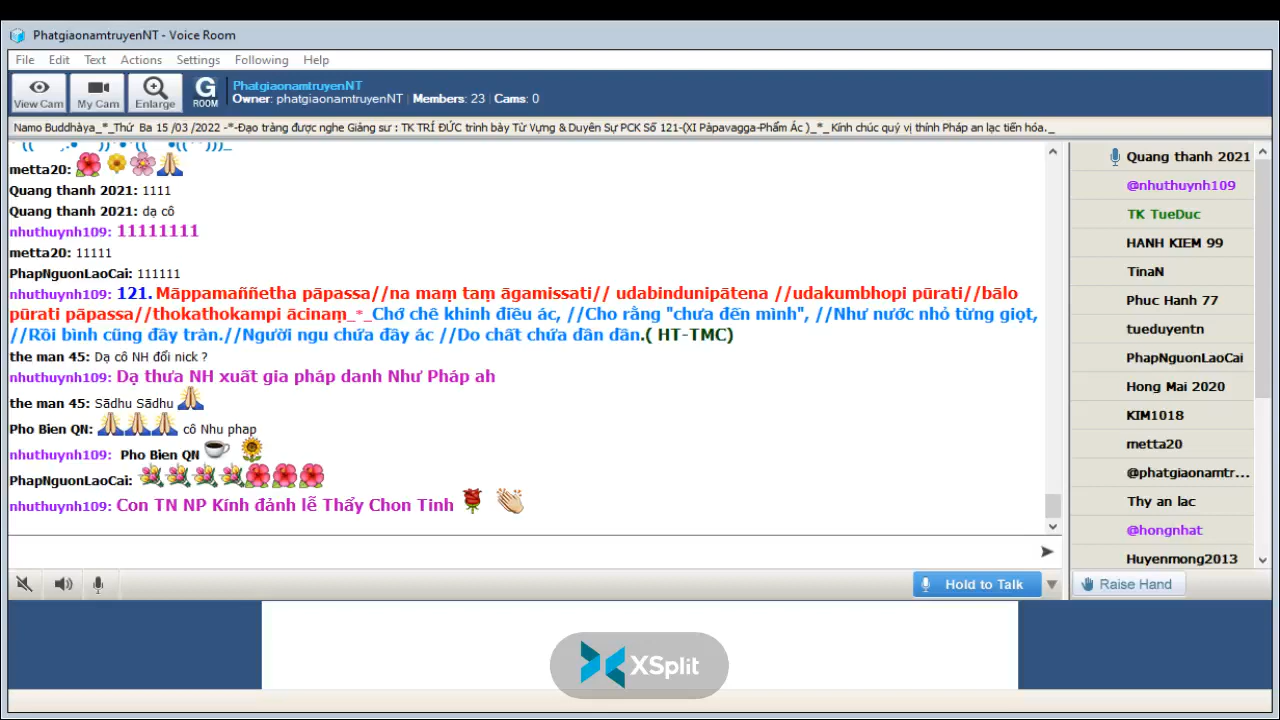 PhatgiaonamtruyenNT - Voice Room
File Edit Text Actions Settings Following Help
View Cam My Cam Enlarge G ROOM
PhatgiaonamtruyenNT
Owner: phatgiaonamtruyenNT | Members: 23 | Cams: 0
Namo Buddhàya_*_Thứ Ba 15 /03 /2022 -*-Đạo tràng được nghe Giảng sư : TK TRÍ ĐỨC trình bày Từ Vựng & Duyên Sự PCK Số 121-(XI Pàpavagga-Phẩm Ác )_*_Kính chúc quý vị thính Pháp an lạc tiến hóa._
metta20:
Quang thanh 2021: 1111
Quang thanh 2021: dạ cô
nhuthuynh109: 11111111
metta20: 11111
PhapNguonLaoCai: 111111
nhuthuynh109: 121. Māppamaññetha pāpassa//na maṃ taṃ āgamissati// udabindunipātena //udakumbhopi pūrati//bālo
pūrati pāpassa//thokathokampi ācinaṃ_*_Chớ chê khinh điều ác, //Cho rằng "chưa đến mình", //Như nước nhỏ từng giọt,
//Rồi bình cũng đầy tràn.//Người ngu chứa đầy ác //Do chất chứa dần dần.( HT-TMC)
the man 45: Dạ cô NH đổi nick ?
nhuthuynh109: Dạ thưa NH xuất gia pháp danh Như Pháp ah
the man 45: Sādhu Sādhu
Pho Bien QN: cô Nhu phap
nhuthuynh109: Pho Bien QN
PhapNguonLaoCai:
nhuthuynh109: Con TN NP Kính đảnh lễ Thầy Chon Tinh
Quang thanh 2021
@nhuthuynh109
TK TueDuc
HANH KIEM 99
TinaN
Phuc Hanh 77
tueduyentn
PhapNguonLaoCai
Hong Mai 2020
KIM1018
metta20
@phatgiaonamtr...
Thy an lac
@hongnhat
Huyenmong2013
Hold to Talk
Raise Hand
XSplit